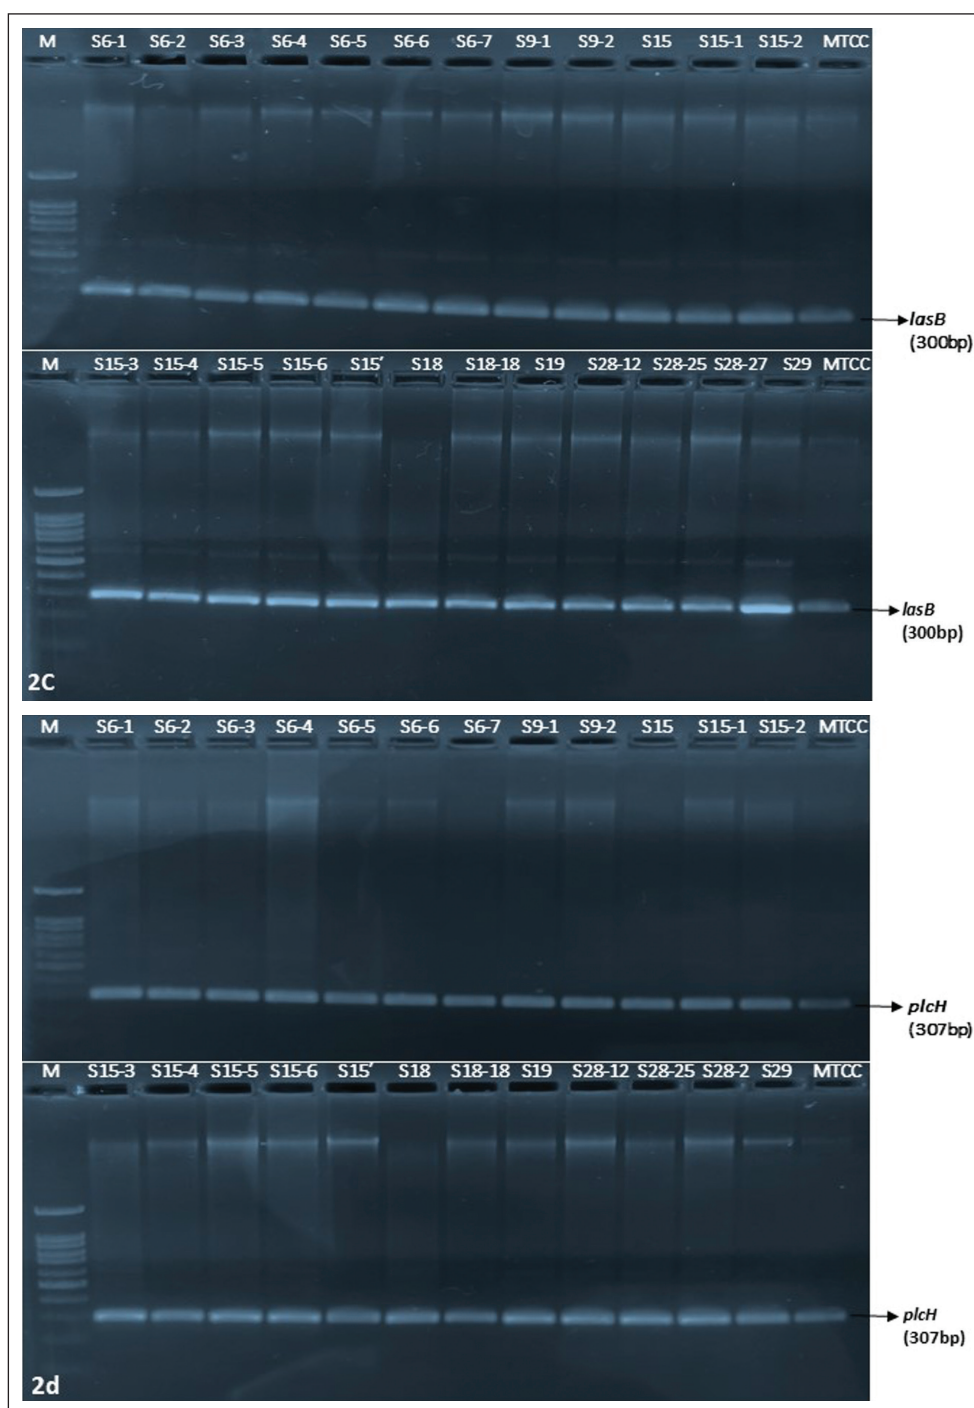 M S6-1 S6-2 S6-3 S6-4 S6-5 S6-6 S6-7 S9-1 S9-2 S15 S15-1 S15-2 MTCC
lasB
(300bp)
M S15-3 S15-4 S15-5 S15-6 S15′ S18 S18-18 S19 S28-12 S28-25 S28-27 S29 MTCC
lasB
(300bp)
2C
M S6-1 S6-2 S6-3 S6-4 S6-5 S6-6 S6-7 S9-1 S9-2 S15 S15-1 S15-2 MTCC
plcH
(307bp)
M S15-3 S15-4 S15-5 S15-6 S15′ S18 S18-18 S19 S28-12 S28-25 S28-2 S29 MTCC
plcH
(307bp)
2d